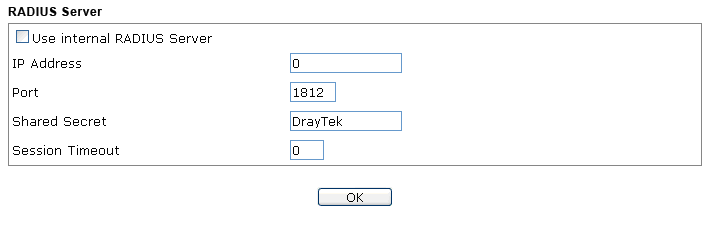 RADIUS Server
Use internal RADIUS Server
IP Address 0
Port 1812
Shared Secret DrayTek
Session Timeout 0
OK